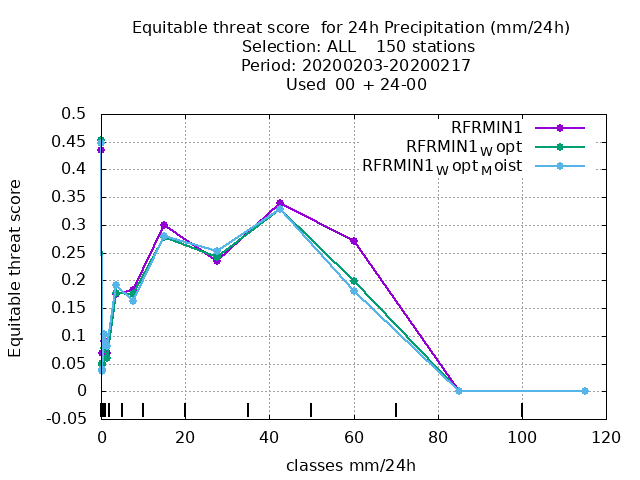 Equitable threat score  for 24h Precipitation (mm/24h)
Selection: ALL    150 stations
Period: 20200203-20200217
Used  00  + 24-00
RFRMIN1
RFRMIN1Wopt
RFRMIN1WoptMoist
Equitable threat score
0.5
0.45
0.4
0.35
0.3
0.25
0.2
0.15
0.1
0.05
0
-0.05
0 20 40 60 80 100 120
classes mm/24h